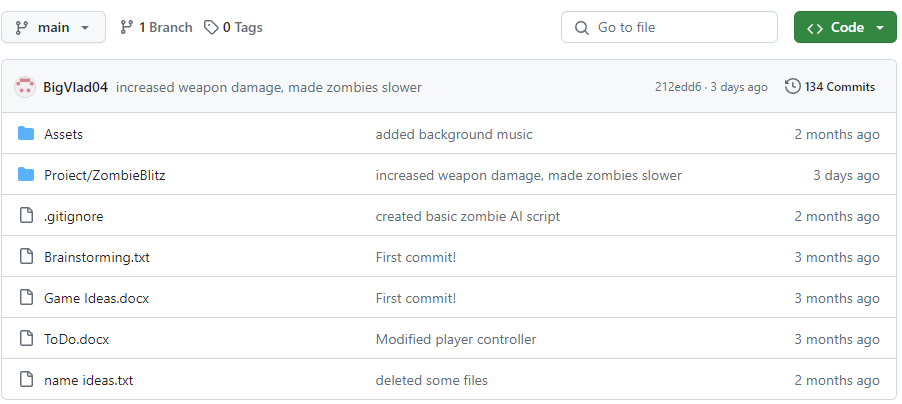 main 1 Branch 0 Tags Go to file Code
BigVlad04 increased weapon damage, made zombies slower 212edd6 · 3 days ago 134 Commits
Assets added background music 2 months ago
Proiect/ZombieBlitz increased weapon damage, made zombies slower 3 days ago
.gitignore created basic zombie AI script 2 months ago
Brainstorming.txt First commit! 3 months ago
Game Ideas.docx First commit! 3 months ago
ToDo.docx Modified player controller 3 months ago
name ideas.txt deleted some files 2 months ago